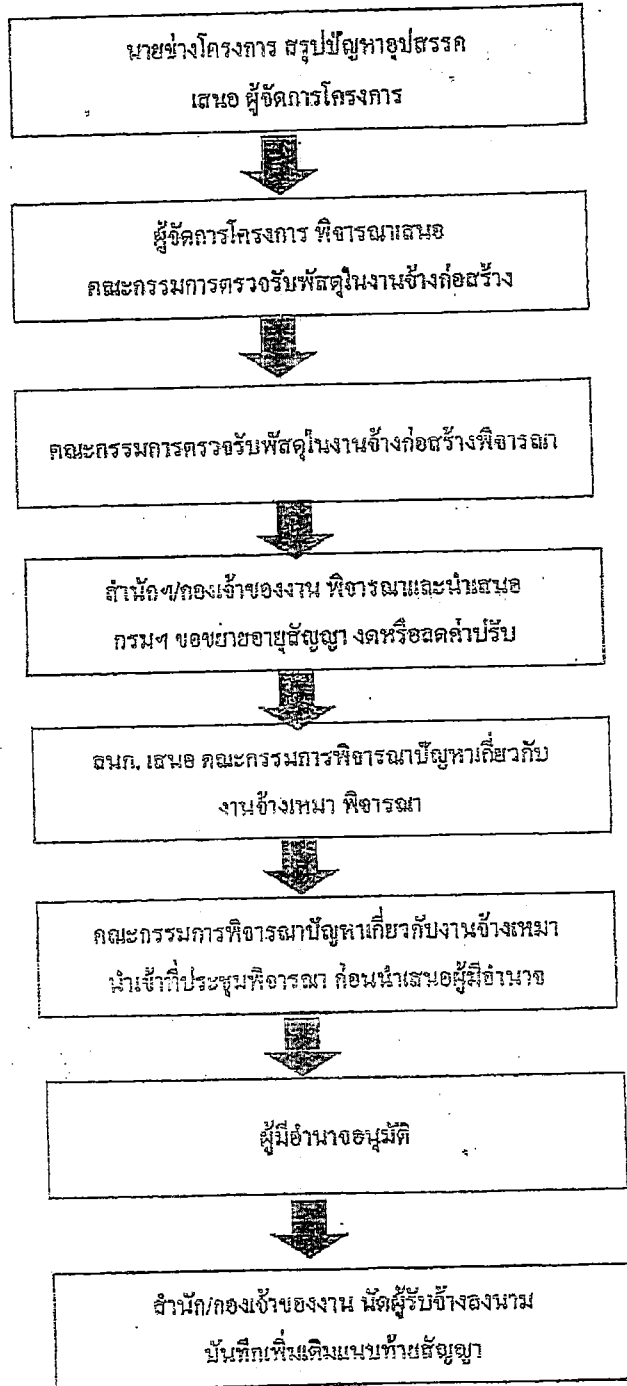 นายช่างโครงการ สรุปปัญหาอุปสรรค
เสนอ ผู้จัดการโครงการ
ผู้จัดการโครงการ พิจารณาเสนอ
คณะกรรมการตรวจรับพัสดุในงานจ้างก่อสร้าง
คณะกรรมการตรวจรับพัสดุในงานจ้างก่อสร้างพิจารณา
สำนักฯ/กองเจ้าของงาน พิจารณาและนำเสนอ
กรมฯ ขอขยายอายุสัญญา งดหรือลดค่าปรับ
ลนก. เสนอ คณะกรรมการพิจารณาปัญหาเกี่ยวกับ
งานจ้างเหมา พิจารณา
คณะกรรมการพิจารณาปัญหาเกี่ยวกับงานจ้างเหมา
นำเข้าที่ประชุมพิจารณา ก่อนนำเสนอผู้มีอำนาจ
ผู้มีอำนาจอนุมัติ
สำนัก/กองเจ้าของงาน นัดผู้รับจ้างลงนาม
บันทึกเพิ่มเติมแนบท้ายสัญญา